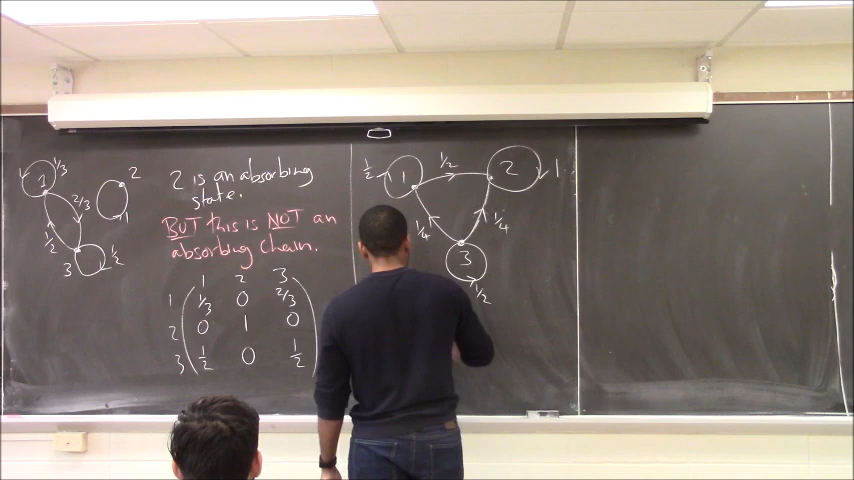 1/3
1
2/3
2
1
1/2
3
1/2
2 is an absorbing
state.
BUT this is NOT an
absorbing chain.
1 2 3
1 1/3 0 2/3
2 0 1 0
3 1/2 0 1/2
1/2 1 1/2 2 1
1/4 1/4
3
1/2